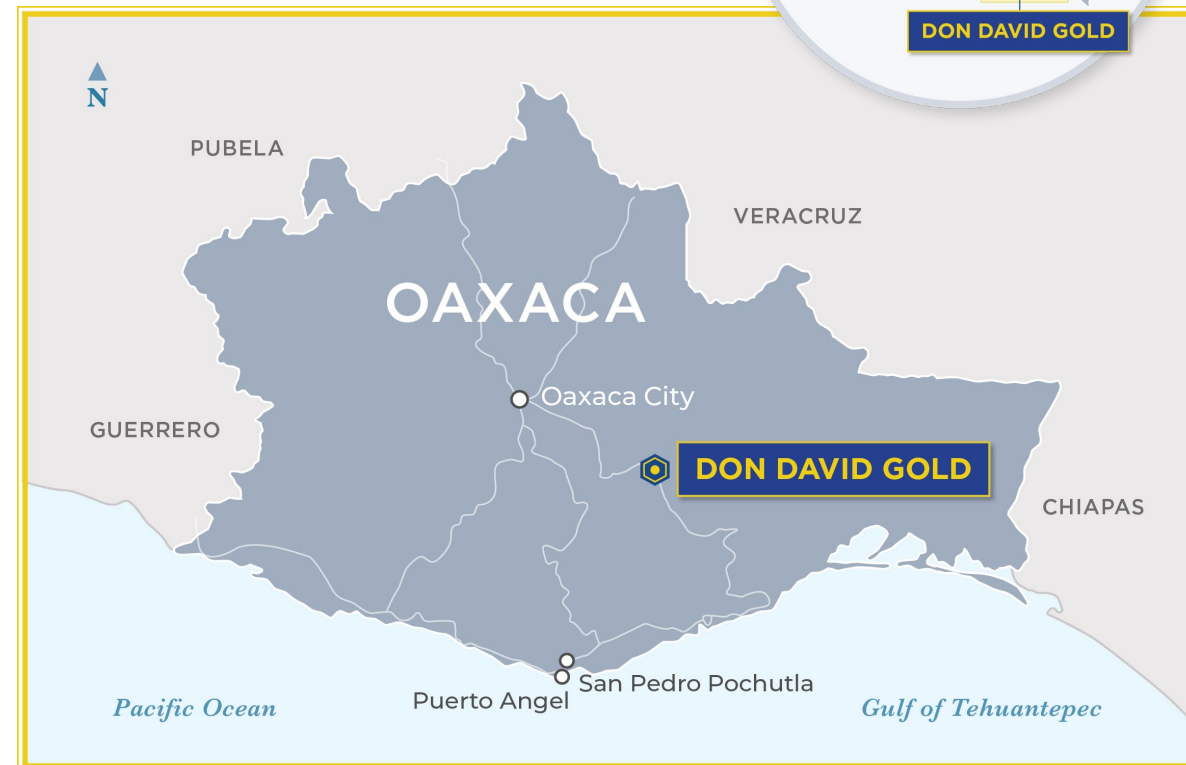 DON DAVID GOLD
N
PUBELA
VERACRUZ
OAXACA
Oaxaca City
GUERRERO
DON DAVID GOLD
CHIAPAS
San Pedro Pochutla
Puerto Angel
Pacific Ocean
Gulf of Tehuantepec